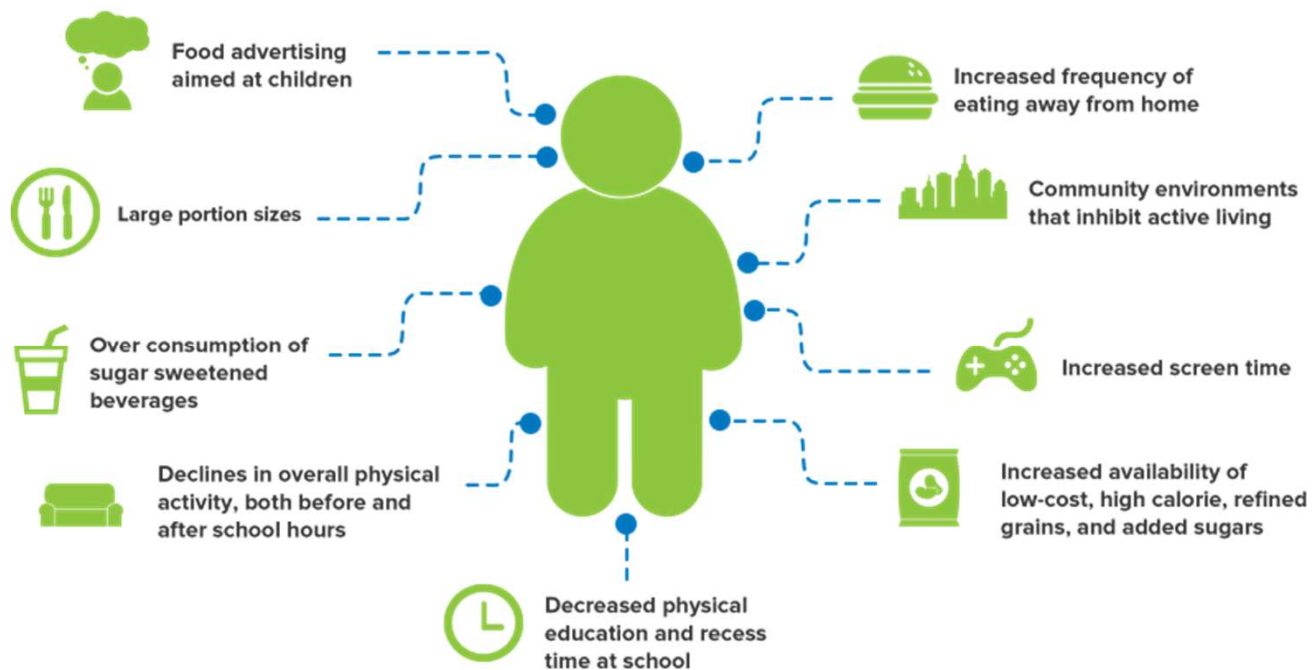 Food advertising
aimed at children
Large portion sizes
Over consumption of
sugar sweetened
beverages
Declines in overall physical
activity, both before and
after school hours
Decreased physical
education and recess
time at school
Increased frequency of
eating away from home
Community environments
that inhibit active living
Increased screen time
Increased availability of
low-cost, high calorie, refined
grains, and added sugars